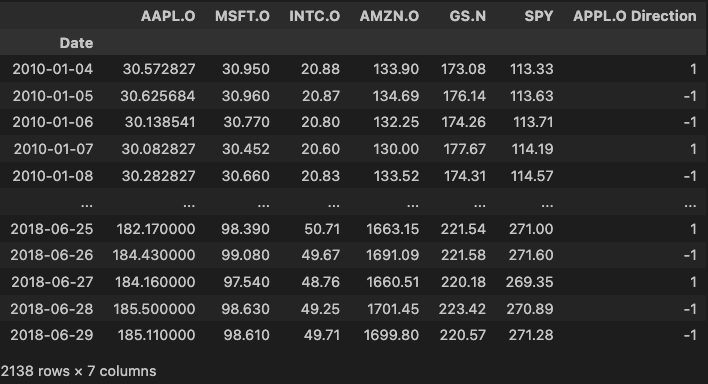 AAPL.O MSFT.O INTC.O AMZN.O GS.N SPY APPL.O Direction
Date
2010-01-04 30.572827 30.950 20.88 133.90 173.08 113.33 1
2010-01-05 30.625684 30.960 20.87 134.69 176.14 113.63 -1
2010-01-06 30.138541 30.770 20.80 132.25 174.26 113.71 -1
2010-01-07 30.082827 30.452 20.60 130.00 177.67 114.19 1
2010-01-08 30.282827 30.660 20.83 133.52 174.31 114.57 -1
... ... ... ... ... ... ... ...
2018-06-25 182.170000 98.390 50.71 1663.15 221.54 271.00 1
2018-06-26 184.430000 99.080 49.67 1691.09 221.58 271.60 -1
2018-06-27 184.160000 97.540 48.76 1660.51 220.18 269.35 1
2018-06-28 185.500000 98.630 49.25 1701.45 223.42 270.89 -1
2018-06-29 185.110000 98.610 49.71 1699.80 220.57 271.28 -1
2138 rows × 7 columns